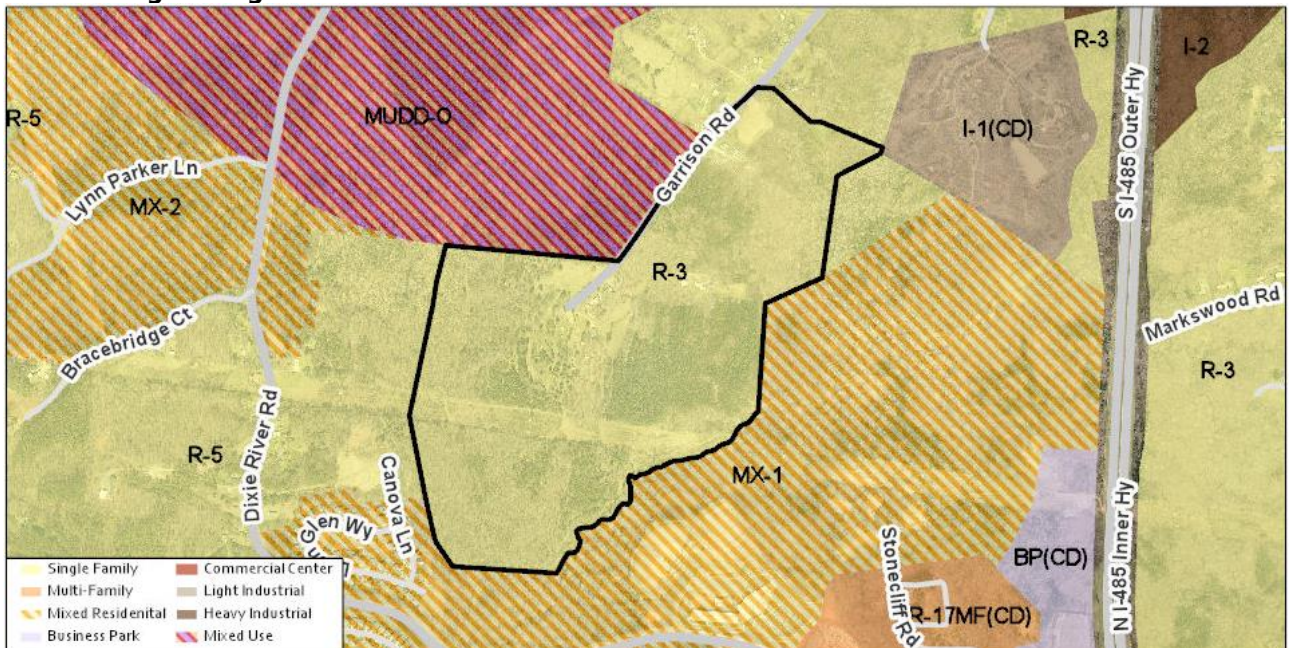 R-3
I-2
R-5
MUDD-O
I-1(CD)
Garrison Rd
Lynn Parker Ln
MX-2
S I-485 Outer Hy
R-3
Markswood Rd
Bracebridge Ct
R-3
R-5
Dixie River Rd
Canova Ln
MX-1
Glen Wy
N I-485 Inner Hy
BP(CD)
Stonecliff Rd
R-17MF(CD)
Single Family
Commercial Center
Multi-Family
Light Industrial
Mixed Residenital
Heavy Industrial
Business Park
Mixed Use